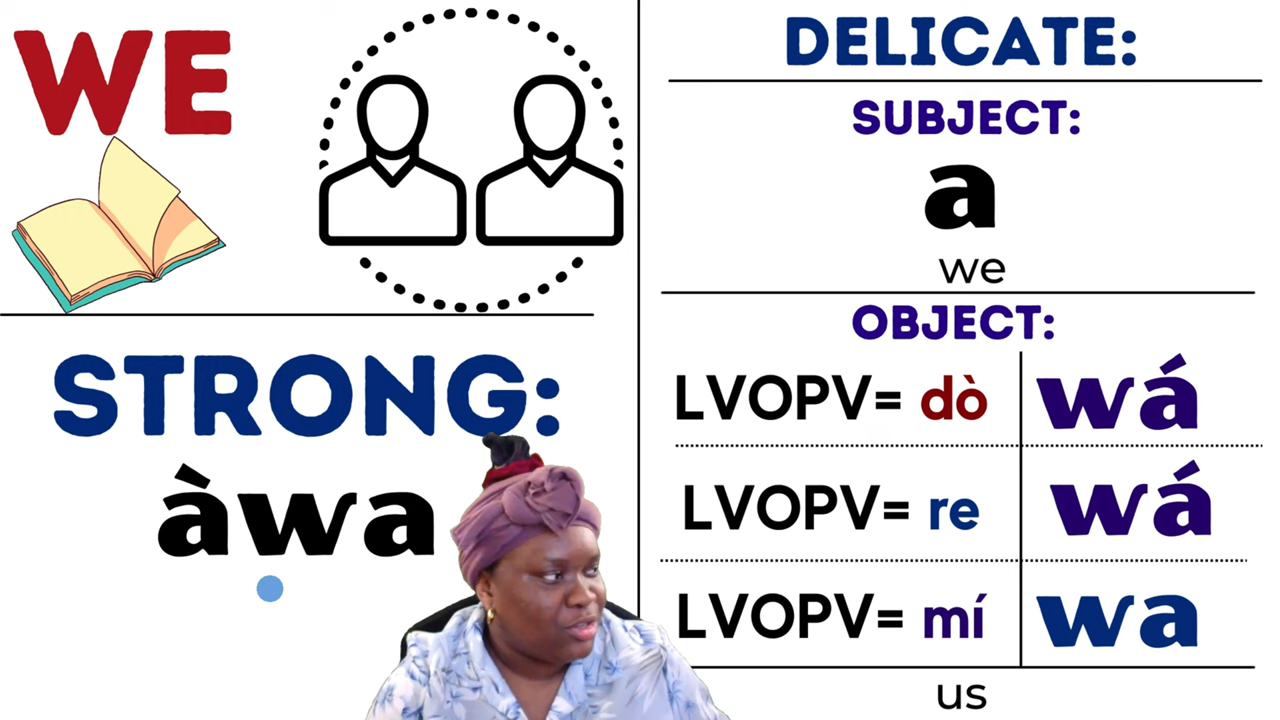 WE
STRONG:
àwa
DELICATE:
SUBJECT:
a
we
OBJECT:
LVOPV= dò wá
LVOPV= re wá
LVOPV= mí wa
us